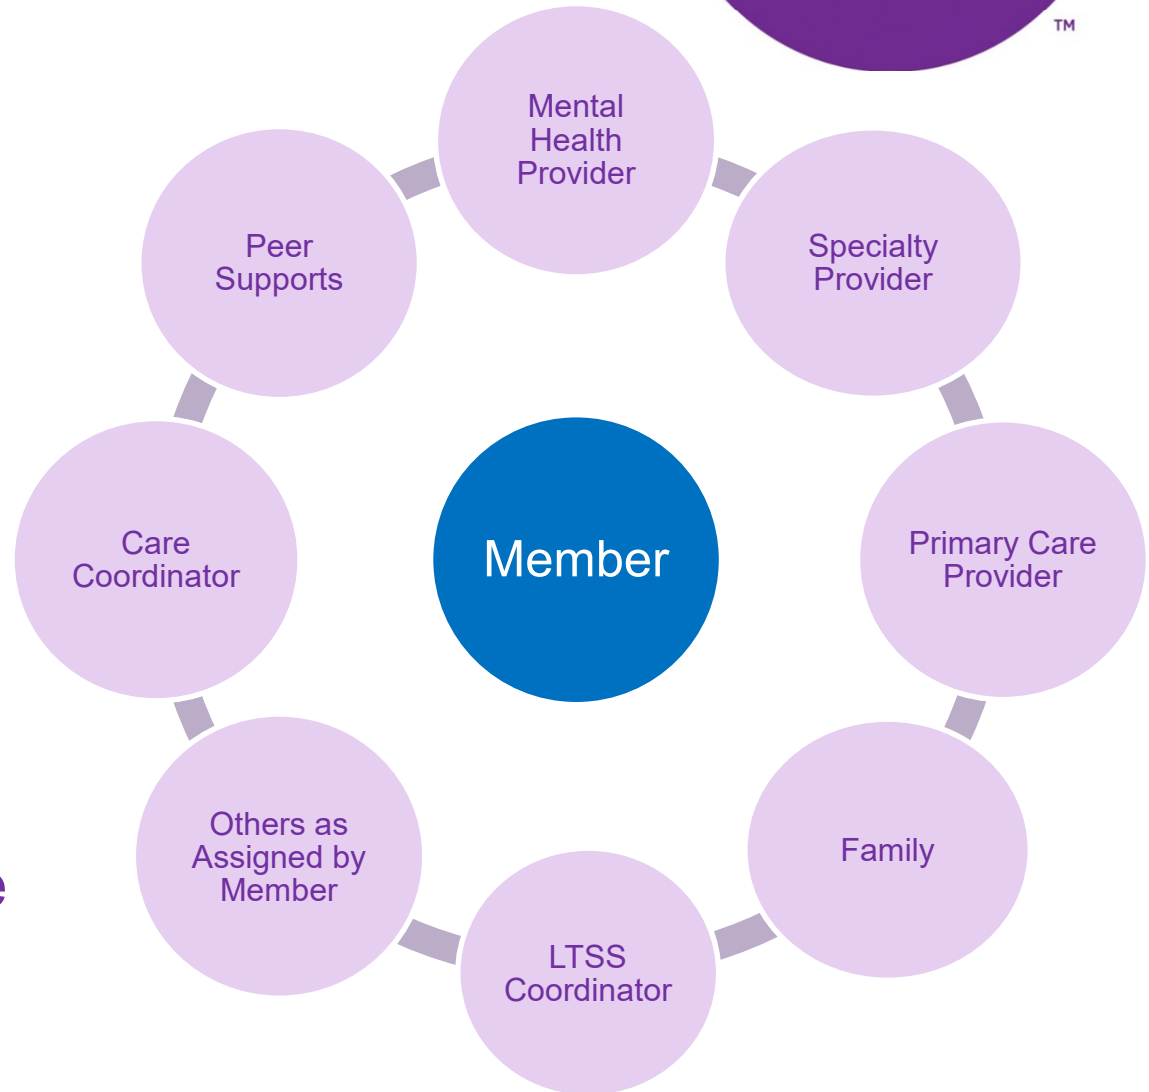 TM
Mental
Health
Provider
Specialty
Provider
Primary Care
Provider
Family
LTSS
Coordinator
Others as
Assigned by
Member
Care
Coordinator
Peer
Supports
Member
e